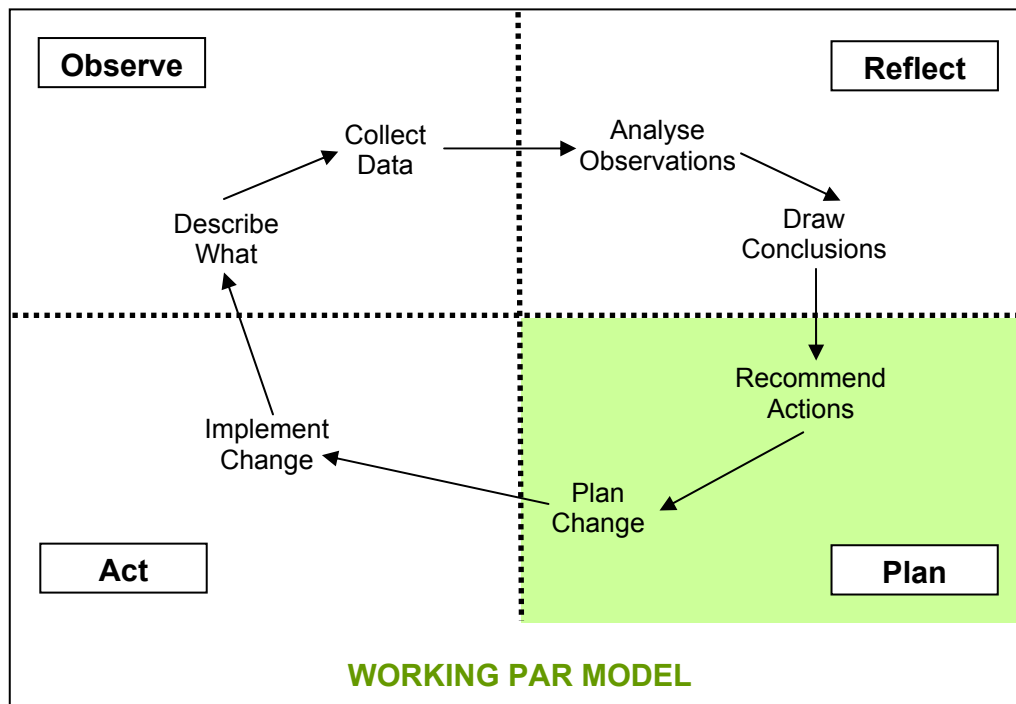 Observe
Reflect
Collect
Data
Analyse
Observations
Describe
What
Draw
Conclusions
Recommend
Actions
Implement
Change
Plan
Change
Act
Plan
WORKING PAR MODEL